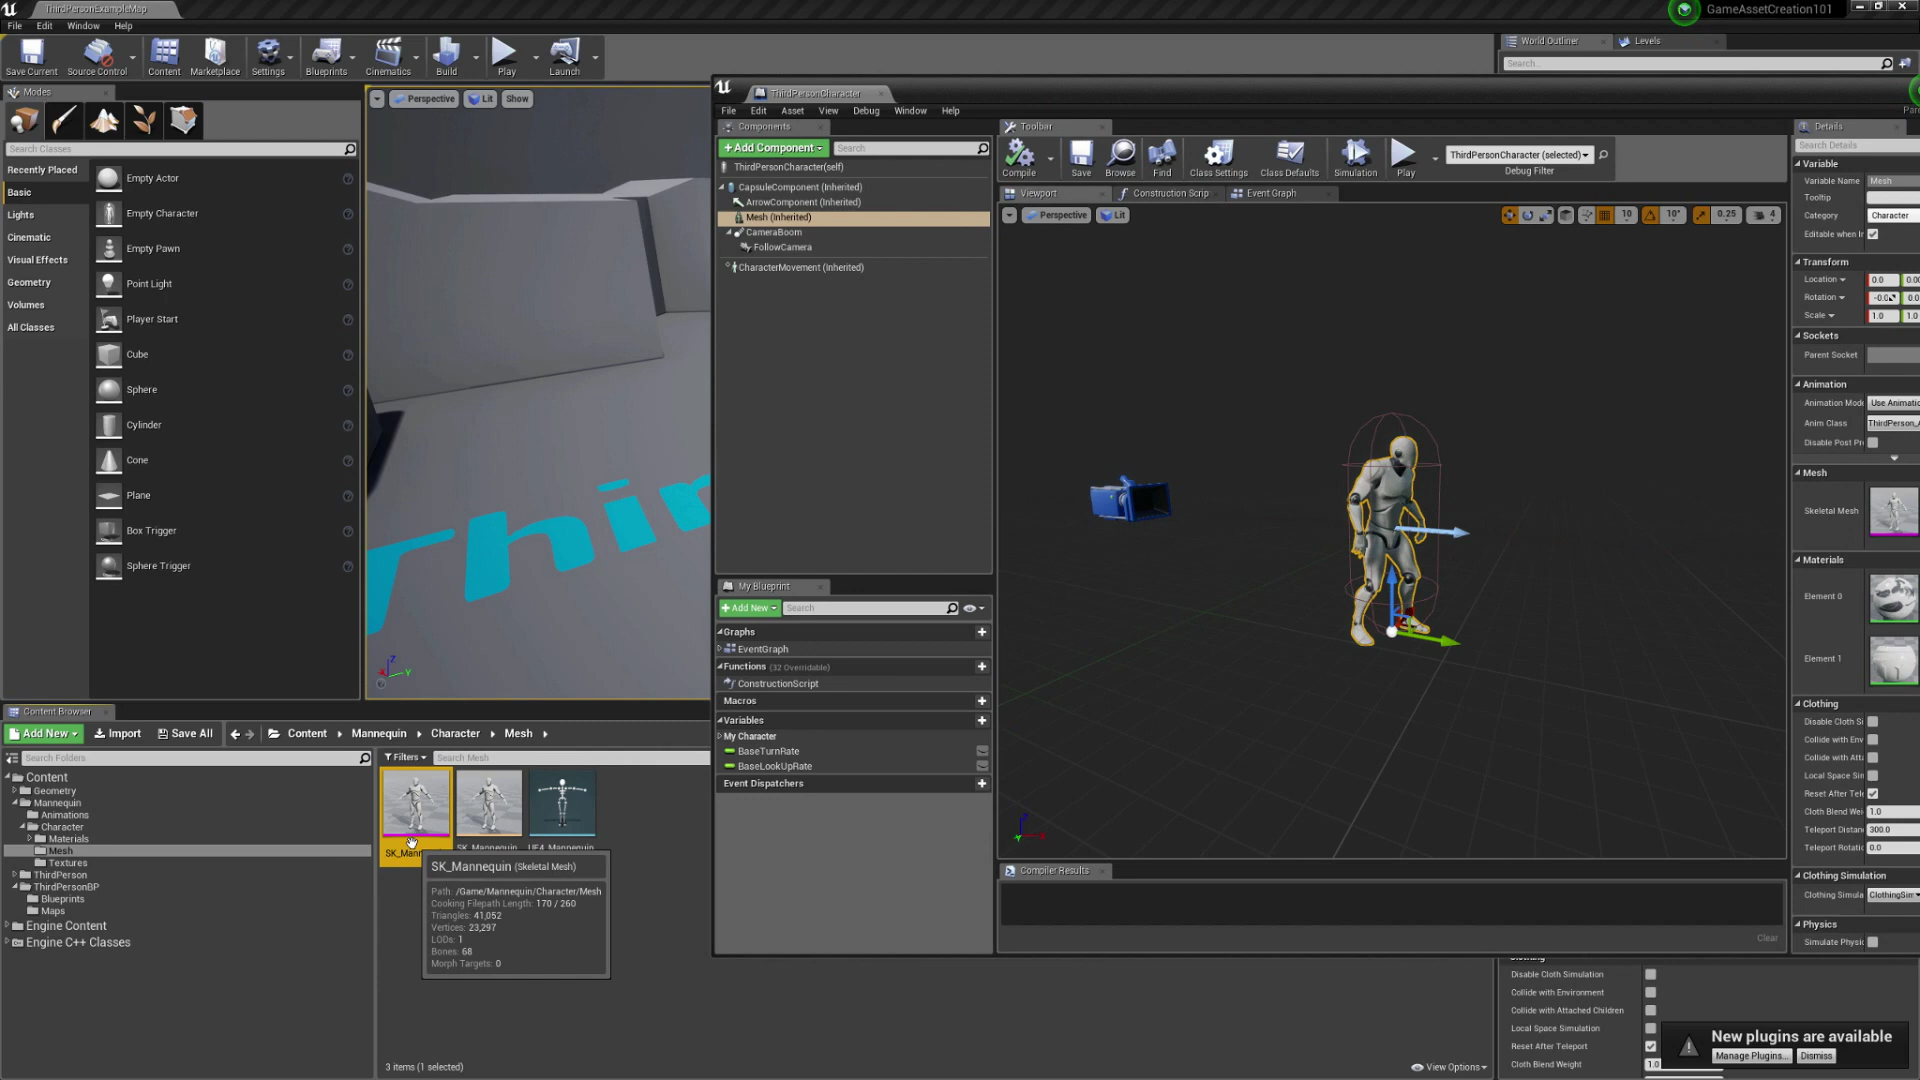 ThirdPersonExampleMap
GameAssetCreation101
File Edit Window Help
Save Current Source Control Content Marketplace Settings Blueprints Cinematics Build Play Launch
World Outliner Levels
Search...
Modes
Search Classes
Recently Placed
Basic
Lights
Cinematic
Visual Effects
Geometry
Volumes
All Classes
Empty Actor
Empty Character
Empty Pawn
Point Light
Player Start
Cube
Sphere
Cylinder
Cone
Plane
Box Trigger
Sphere Trigger
Perspective Lit Show
Thir
ThirdPersonCharacter
File Edit Asset View Debug Window Help
Components
+Add Component Search
ThirdPersonCharacter(self)
CapsuleComponent (Inherited)
ArrowComponent (Inherited)
Mesh (Inherited)
CameraBoom
FollowCamera
CharacterMovement (Inherited)
My Blueprint
+Add New Search
Graphs
EventGraph
Functions (32 Overridable)
ConstructionScript
Macros
Variables
My Character
BaseTurnRate
BaseLookUpRate
Event Dispatchers
Toolbar
Compile Save Browse Find Class Settings Class Defaults Simulation Play
ThirdPersonCharacter (selected)
Debug Filter
Viewport Construction Scrip Event Graph
Perspective Lit
10 10° 0.25 4
Compiler Results
Clear
Details
Search Details
Variable
Variable Name Mesh
Tooltip
Category Character
Editable when Ir
Transform
Location 0.0 0.0
Rotation -0.0 0.0
Scale 1.0 1.0
Sockets
Parent Socket
Animation
Animation Mode Use Animatio
Anim Class ThirdPerson_
Disable Post Pr
Mesh
Skeletal Mesh
Materials
Element 0
Element 1
Clothing
Disable Cloth Si
Collide with Env
Collide with Atta
Local Space Sim
Reset After Tele
Cloth Blend Wei 1.0
Teleport Distanc 300.0
Teleport Rotatic 0.0
Clothing Simulation
Clothing Simula ClothingSim
Physics
Simulate Physic
Content Browser
Add New Import Save All Content Mannequin Character Mesh
Search Folders
Filters Search Mesh
Content
Geometry
Mannequin
Animations
Character
Materials
Mesh
Textures
ThirdPerson
ThirdPersonBP
Blueprints
Maps
Engine Content
Engine C++ Classes
SK_Man SK_Mannequin UE4_Mannequin
SK_Mannequin (Skeletal Mesh)
Path: /Game/Mannequin/Character/Mesh
Cooking Filepath Length: 170 / 260
Triangles: 41,052
Vertices: 23,297
LODs: 1
Bones: 68
Morph Targets: 0
3 items (1 selected)
View Options
Clothing
Disable Cloth Simulation
Collide with Environment
Collide with Attached Children
Local Space Simulation
Reset After Teleport
Cloth Blend Weight 1.0
New plugins are available
Manage Plugins... Dismiss